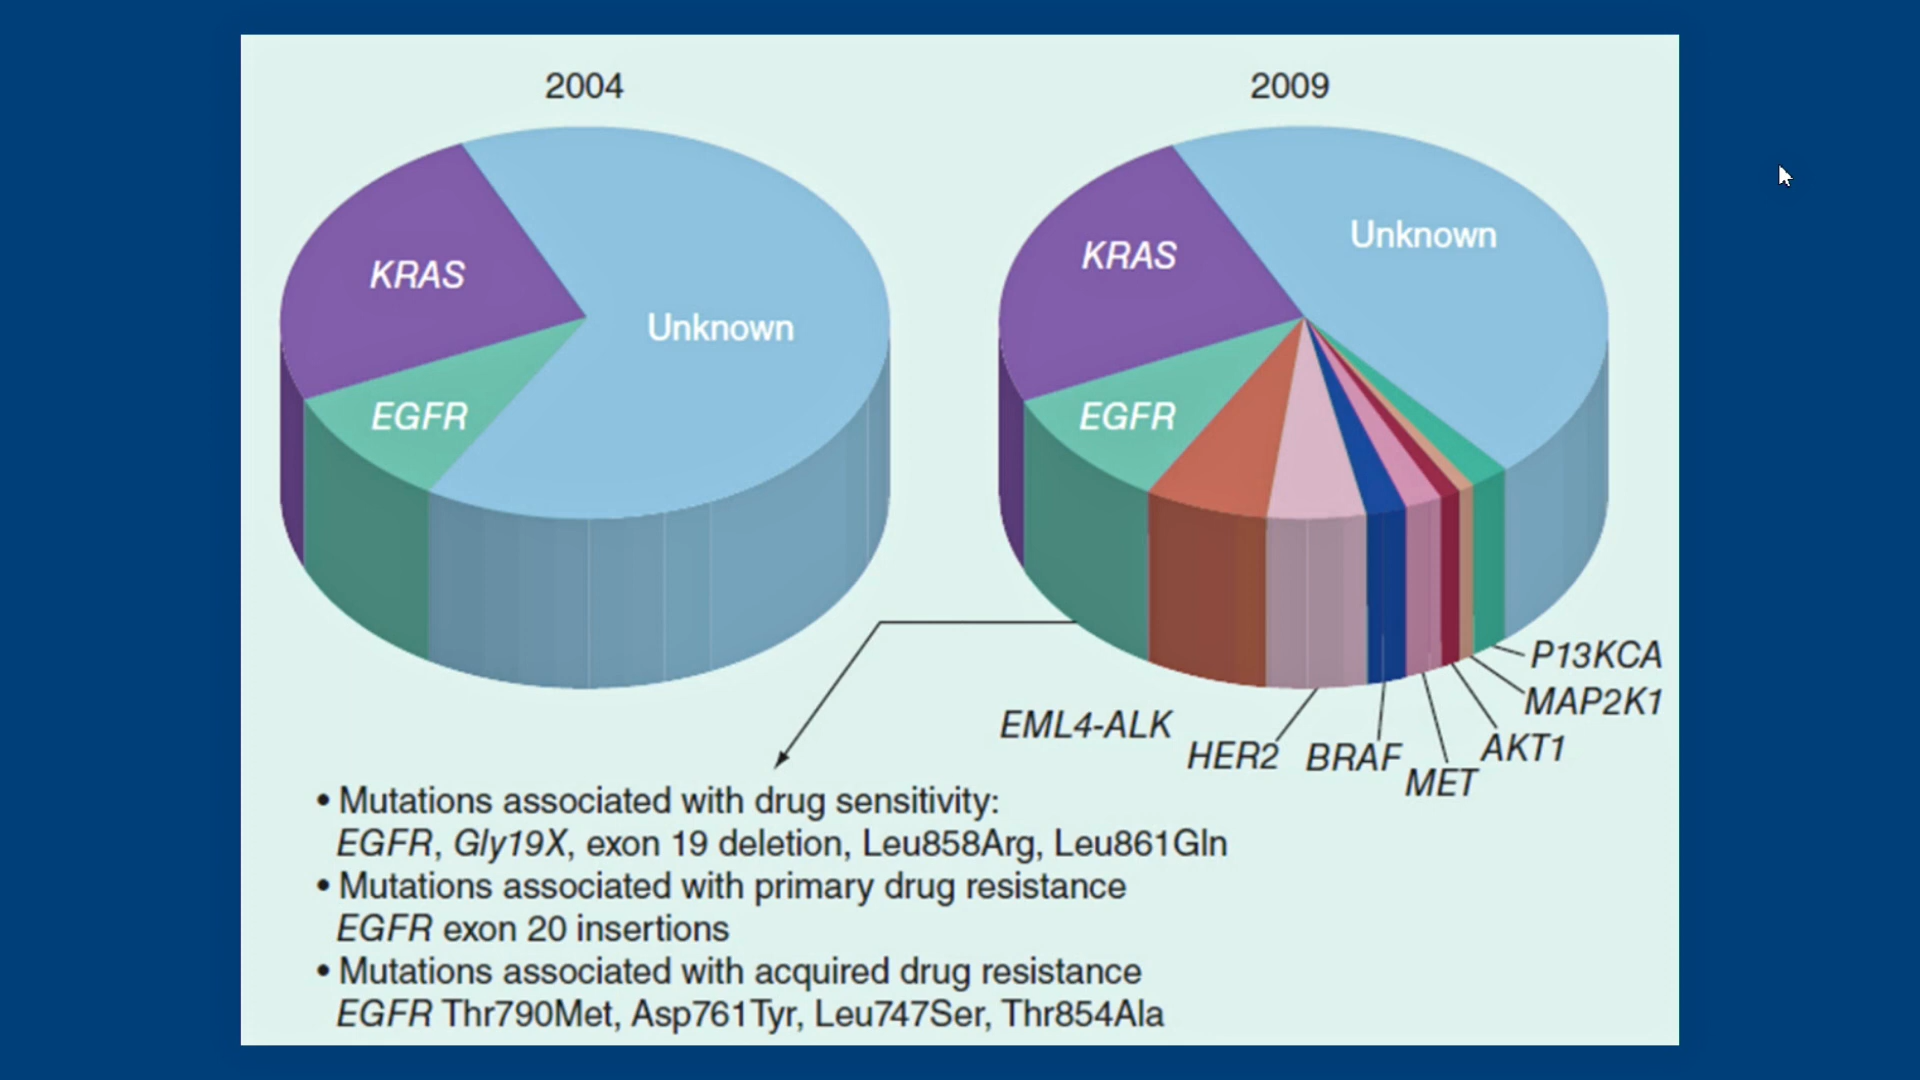 2004
2009
KRAS
Unknown
EGFR
KRAS
Unknown
EGFR
P13KCA
MAP2K1
AKT1
MET
BRAF
HER2
EML4-ALK
• Mutations associated with drug sensitivity:
EGFR, Gly19X, exon 19 deletion, Leu858Arg, Leu861Gln
• Mutations associated with primary drug resistance
EGFR exon 20 insertions
• Mutations associated with acquired drug resistance
EGFR Thr790Met, Asp761Tyr, Leu747Ser, Thr854Ala